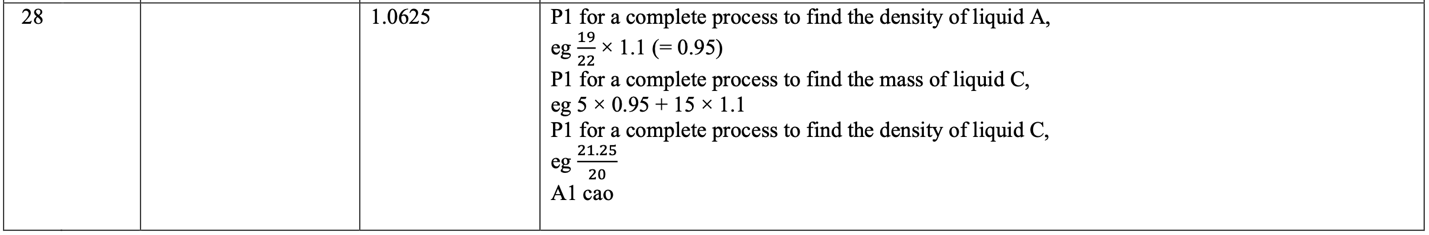 28 1.0625 P1 for a complete process to find the density of liquid A,
eg 19/22 × 1.1 (= 0.95)
P1 for a complete process to find the mass of liquid C,
eg 5 × 0.95 + 15 × 1.1
P1 for a complete process to find the density of liquid C,
eg 21.25/20
A1 cao